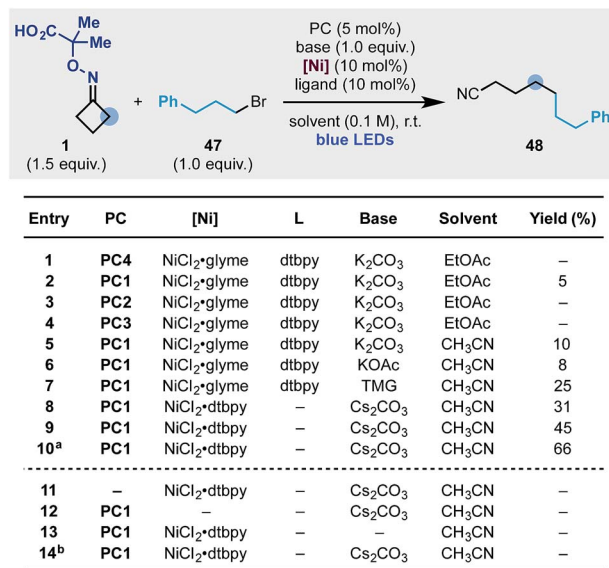 HO₂C Me
Me
O
N
+
Ph Br
PC (5 mol%)
base (1.0 equiv.)
[Ni] (10 mol%)
ligand (10 mol%)
solvent (0.1 M), r.t.
blue LEDs
NC Ph
1 47 48
(1.5 equiv.) (1.0 equiv.)
Entry PC [Ni] L Base Solvent Yield (%)
1 PC4 NiCl₂•glyme dtbpy K₂CO₃ EtOAc –
2 PC1 NiCl₂•glyme dtbpy K₂CO₃ EtOAc 5
3 PC2 NiCl₂•glyme dtbpy K₂CO₃ EtOAc –
4 PC3 NiCl₂•glyme dtbpy K₂CO₃ EtOAc –
5 PC1 NiCl₂•glyme dtbpy K₂CO₃ CH₃CN 10
6 PC1 NiCl₂•glyme dtbpy KOAc CH₃CN 8
7 PC1 NiCl₂•glyme dtbpy TMG CH₃CN 25
8 PC1 NiCl₂•dtbpy – Cs₂CO₃ CH₃CN 31
9 PC1 NiCl₂•dtbpy – Cs₂CO₃ CH₃CN 45
10ᵃ PC1 NiCl₂•dtbpy – Cs₂CO₃ CH₃CN 66
11 – NiCl₂•dtbpy – Cs₂CO₃ CH₃CN –
12 PC1 – – Cs₂CO₃ CH₃CN –
13 PC1 NiCl₂•dtbpy – – CH₃CN –
14ᵇ PC1 NiCl₂•dtbpy – Cs₂CO₃ CH₃CN –